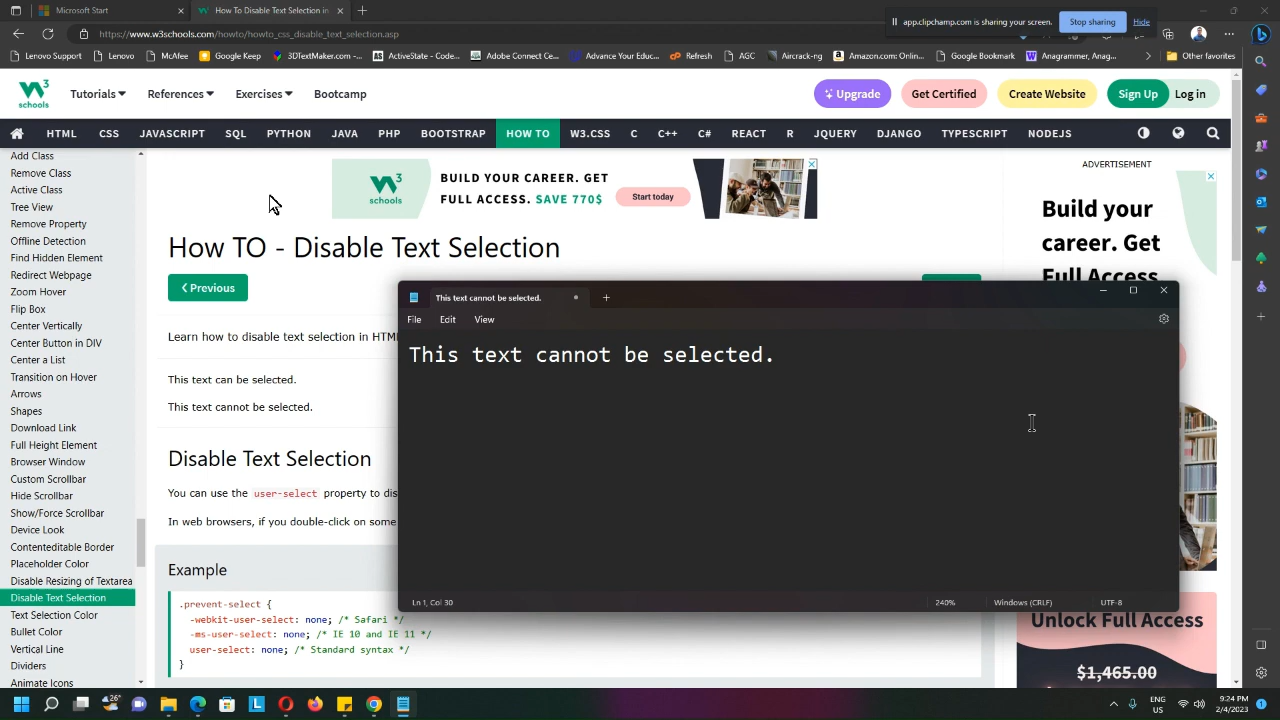 Microsoft Start
How To Disable Text Selection in
app.clipchamp.com is sharing your screen.
Stop sharing
Hide
https://www.w3schools.com/howto/howto_css_disable_text_selection.asp
Lenovo Support
Lenovo
McAfee
Google Keep
3DTextMaker.com -...
ActiveState - Code...
Adobe Connect Ce...
Advance Your Educ...
Refresh
AGC
Aircrack-ng
Amazon.com: Onlin...
Google Bookmark
Anagrammer, Anag...
Other favorites
W3 schools
Tutorials
References
Exercises
Bootcamp
Upgrade
Get Certified
Create Website
Sign Up
Log in
HTML
CSS
JAVASCRIPT
SQL
PYTHON
JAVA
PHP
BOOTSTRAP
HOW TO
W3.CSS
C
C++
C#
REACT
R
JQUERY
DJANGO
TYPESCRIPT
NODEJS
Add Class
Remove Class
Active Class
Tree View
Remove Property
Offline Detection
Find Hidden Element
Redirect Webpage
Zoom Hover
Flip Box
Center Vertically
Center Button in DIV
Center a List
Transition on Hover
Arrows
Shapes
Download Link
Full Height Element
Browser Window
Custom Scrollbar
Hide Scrollbar
Show/Force Scrollbar
Device Look
Contenteditable Border
Placeholder Color
Disable Resizing of Textarea
Disable Text Selection
Text Selection Color
Bullet Color
Vertical Line
Dividers
Animate Icons
W3 schools
BUILD YOUR CAREER. GET
FULL ACCESS. SAVE 770$
Start today
How TO - Disable Text Selection
❮ Previous
Learn how to disable text selection in HTM
This text can be selected.
This text cannot be selected.
Disable Text Selection
You can use the user-select property to dis
In web browsers, if you double-click on some
Example
.prevent-select {
-webkit-user-select: none; /* Safari */
-ms-user-select: none; /* IE 10 and IE 11 */
user-select: none; /* Standard syntax */
}
This text cannot be selected.
File
Edit
View
This text cannot be selected.
Ln 1, Col 30
240%
Windows (CRLF)
UTF-8
ADVERTISEMENT
Build your
career. Get
Full Access
Unlock Full Access
$1,465.00
26°
ENG
US
9:24 PM
2/4/2023